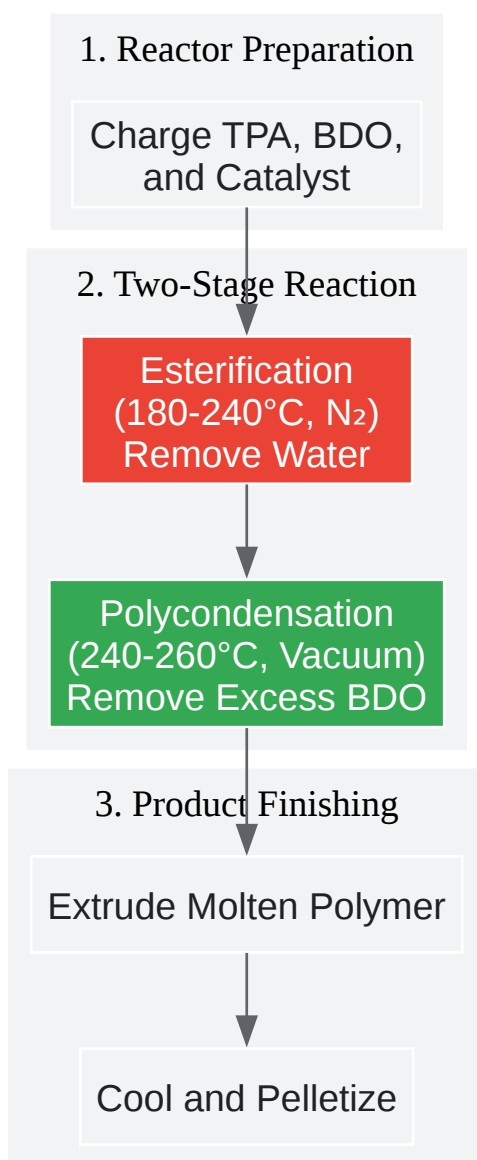 1. Reactor Preparation
Charge TPA, BDO,
and Catalyst
2. Two-Stage Reaction
Esterification
(180-240°C, N₂)
Remove Water
Polycondensation
(240-260°C, Vacuum)
Remove Excess BDO
3. Product Finishing
Extrude Molten Polymer
Cool and Pelletize